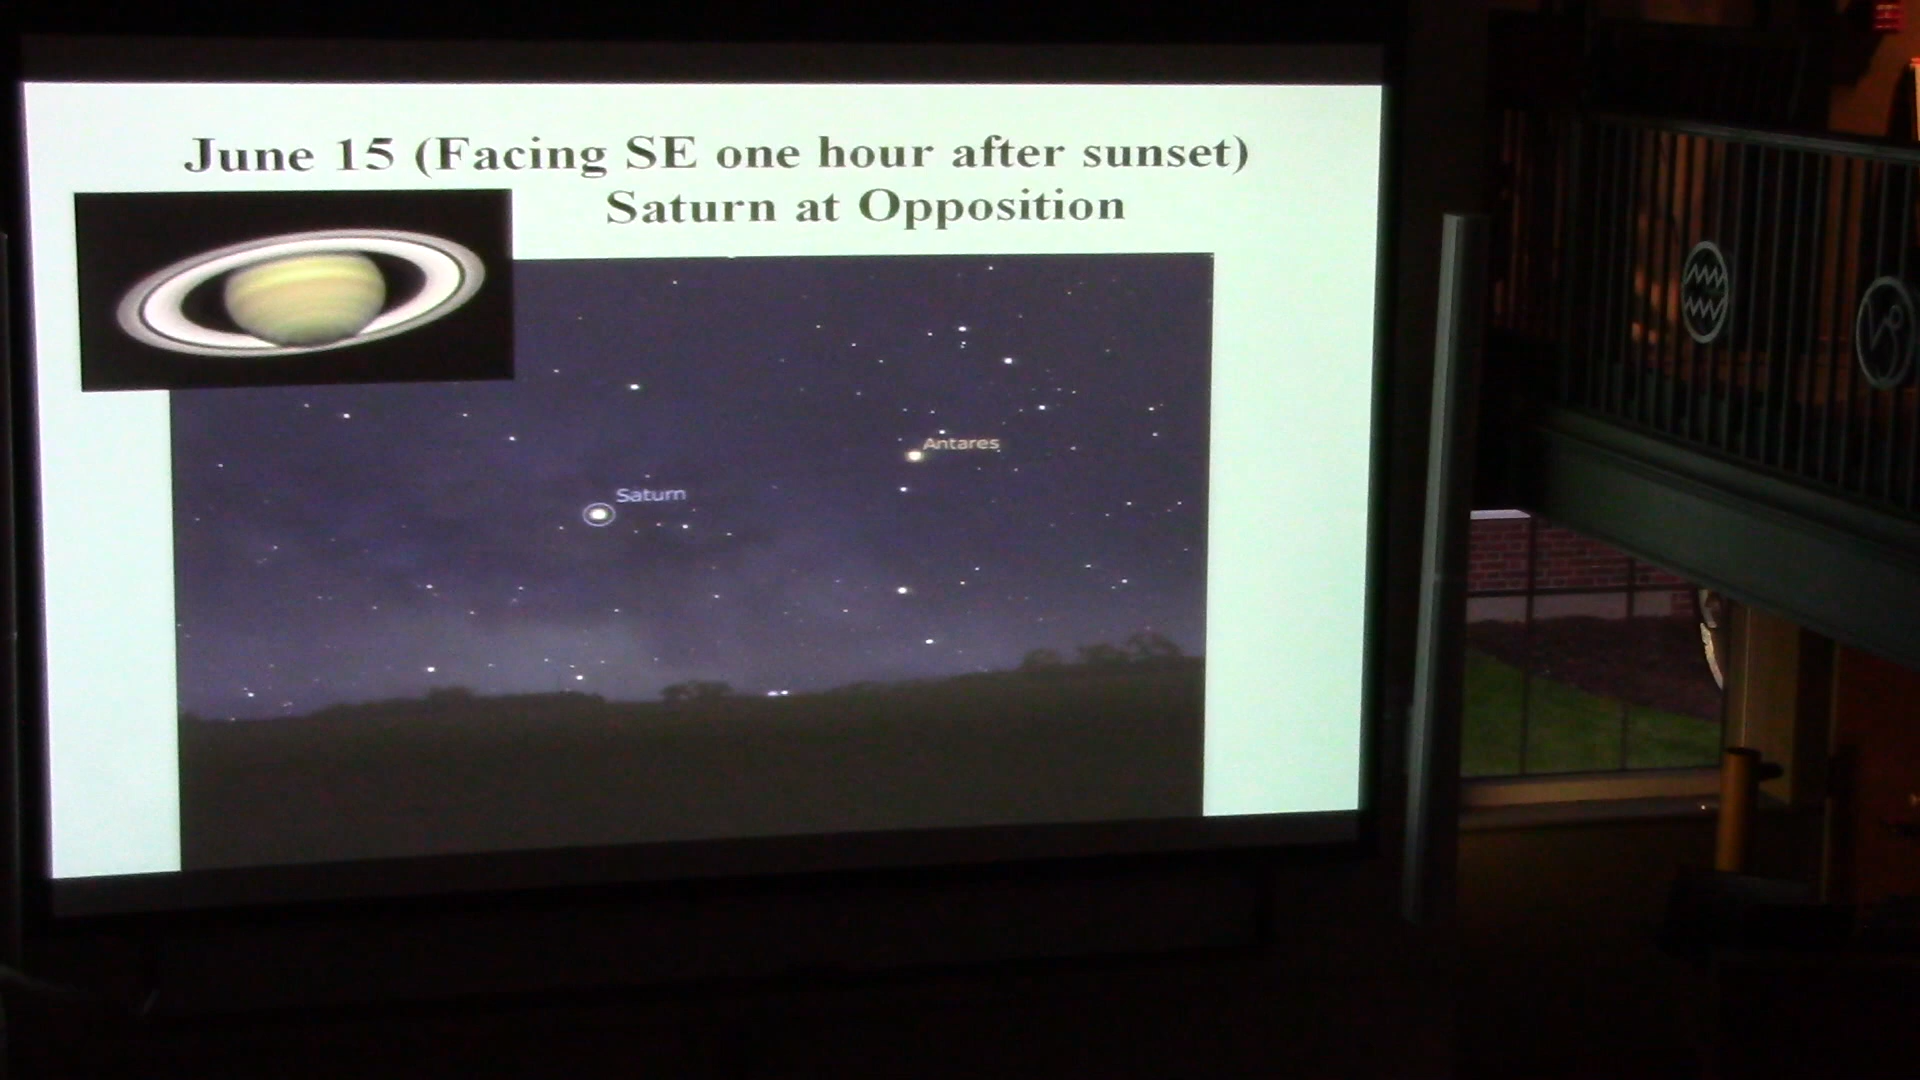 June 15 (Facing SE one hour after sunset)
Saturn at Opposition
Antares
Saturn